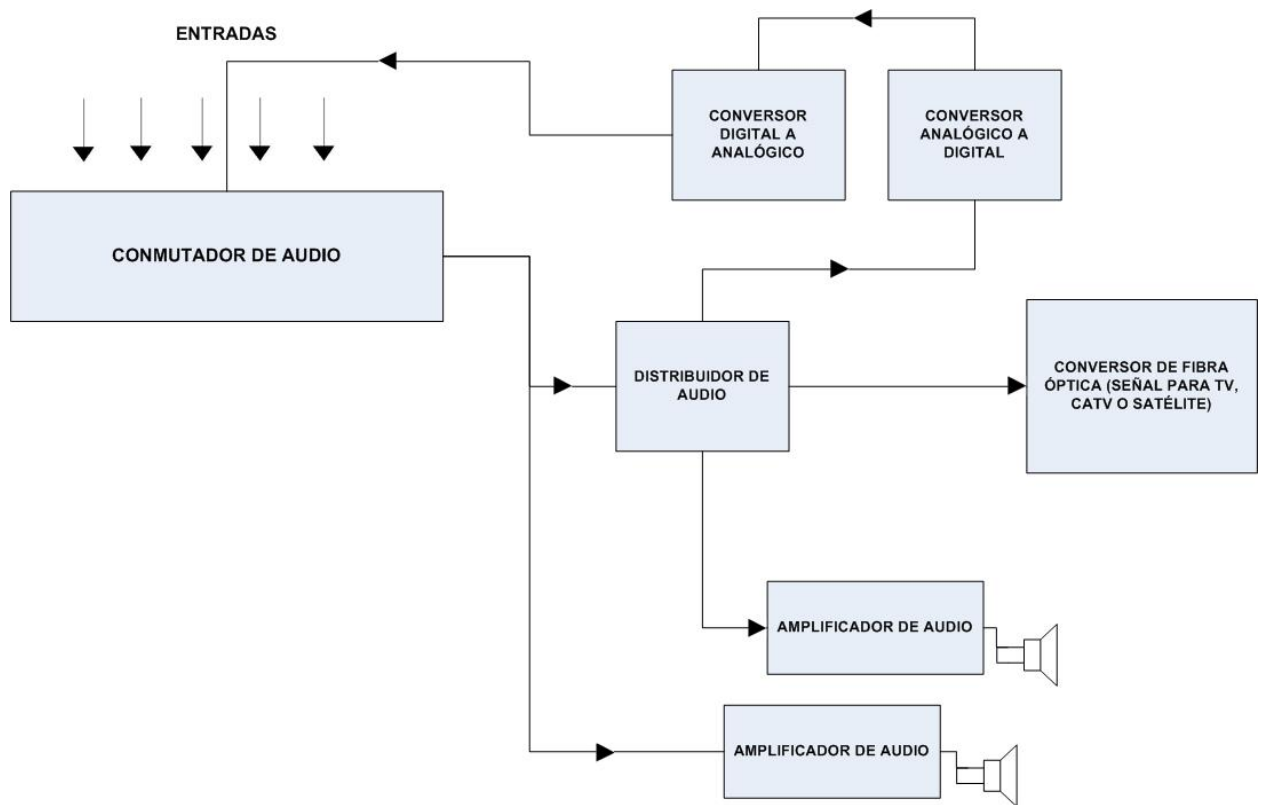 ENTRADAS
CONVERSOR
DIGITAL A
ANALÓGICO
CONVERSOR
ANALÓGICO A
DIGITAL
CONMUTADOR DE AUDIO
DISTRIBUIDOR DE
AUDIO
CONVERSOR DE FIBRA
ÓPTICA (SEÑAL PARA TV,
CATV O SATÉLITE)
AMPLIFICADOR DE AUDIO
AMPLIFICADOR DE AUDIO